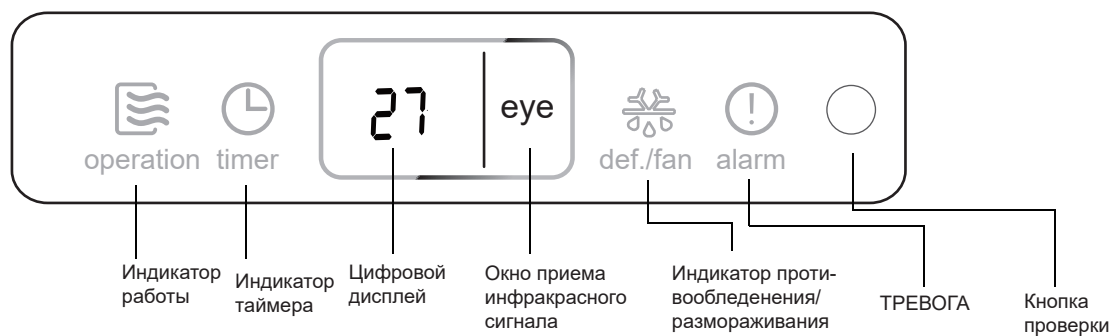 27
eye
operation timer
def./fan alarm
Индикатор
работы
Индикатор
таймера
Цифровой
дисплей
Окно приема
инфракрасного
сигнала
Индикатор проти-
вообледенения/
размораживания
ТРЕВОГА
Кнопка
проверки